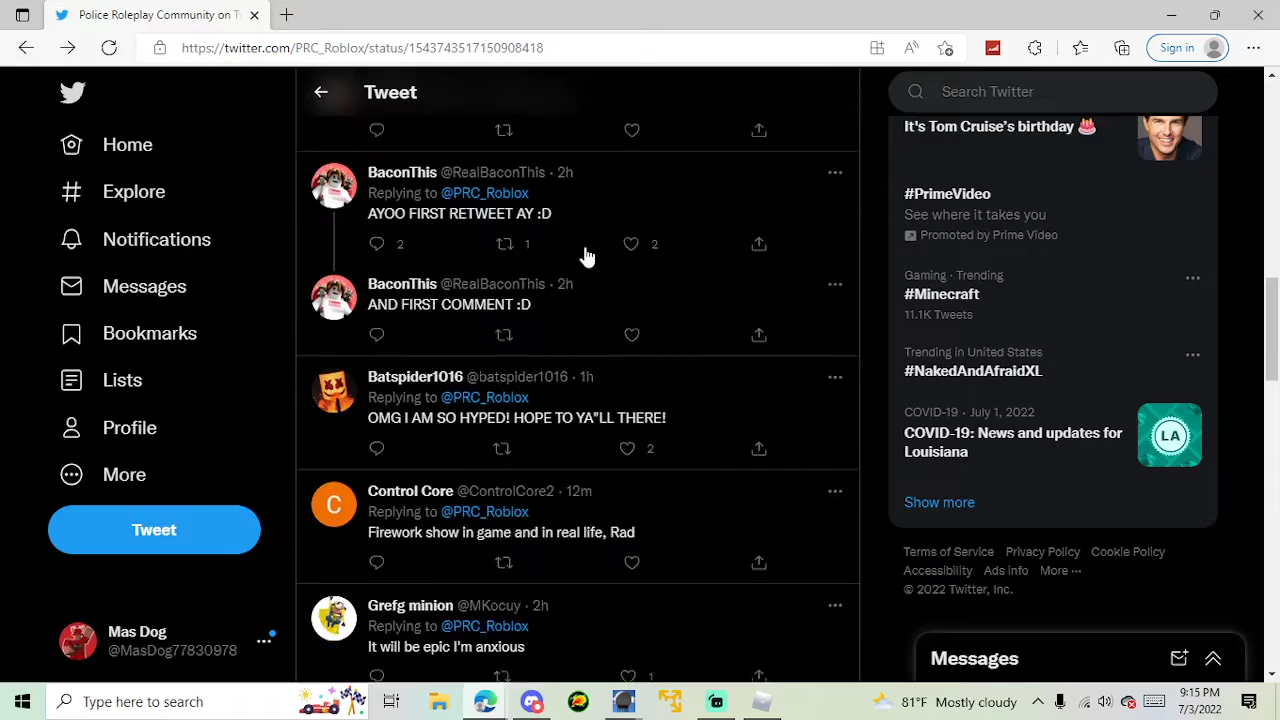 Police Roleplay Community on T
https://twitter.com/PRC_Roblox/status/1543743517150908418
Sign in
Home
Explore
Notifications
Messages
Bookmarks
Lists
Profile
More
Tweet
Mas Dog
@MasDog77830978
Tweet
BaconThis @RealBaconThis · 2h
Replying to @PRC_Roblox
AYOO FIRST RETWEET AY :D
2 1 2
BaconThis @RealBaconThis · 2h
AND FIRST COMMENT :D
Batspider1016 @batspider1016 · 1h
Replying to @PRC_Roblox
OMG I AM SO HYPED! HOPE TO YA"LL THERE!
2
C
Control Core @ControlCore2 · 12m
Replying to @PRC_Roblox
Firework show in game and in real life, Rad
Grefg minion @MKocuy · 2h
Replying to @PRC_Roblox
It will be epic I'm anxious
1
Search Twitter
It's Tom Cruise's birthday 🎂
#PrimeVideo
See where it takes you
Promoted by Prime Video
Gaming · Trending
#Minecraft
11.1K Tweets
Trending in United States
#NakedAndAfraidXL
COVID-19 · July 1, 2022
COVID-19: News and updates for
Louisiana
LA
Show more
Terms of Service Privacy Policy Cookie Policy
Accessibility Ads info More ···
© 2022 Twitter, Inc.
Messages
Type here to search
81°F Mostly cloudy
9:15 PM
7/3/2022